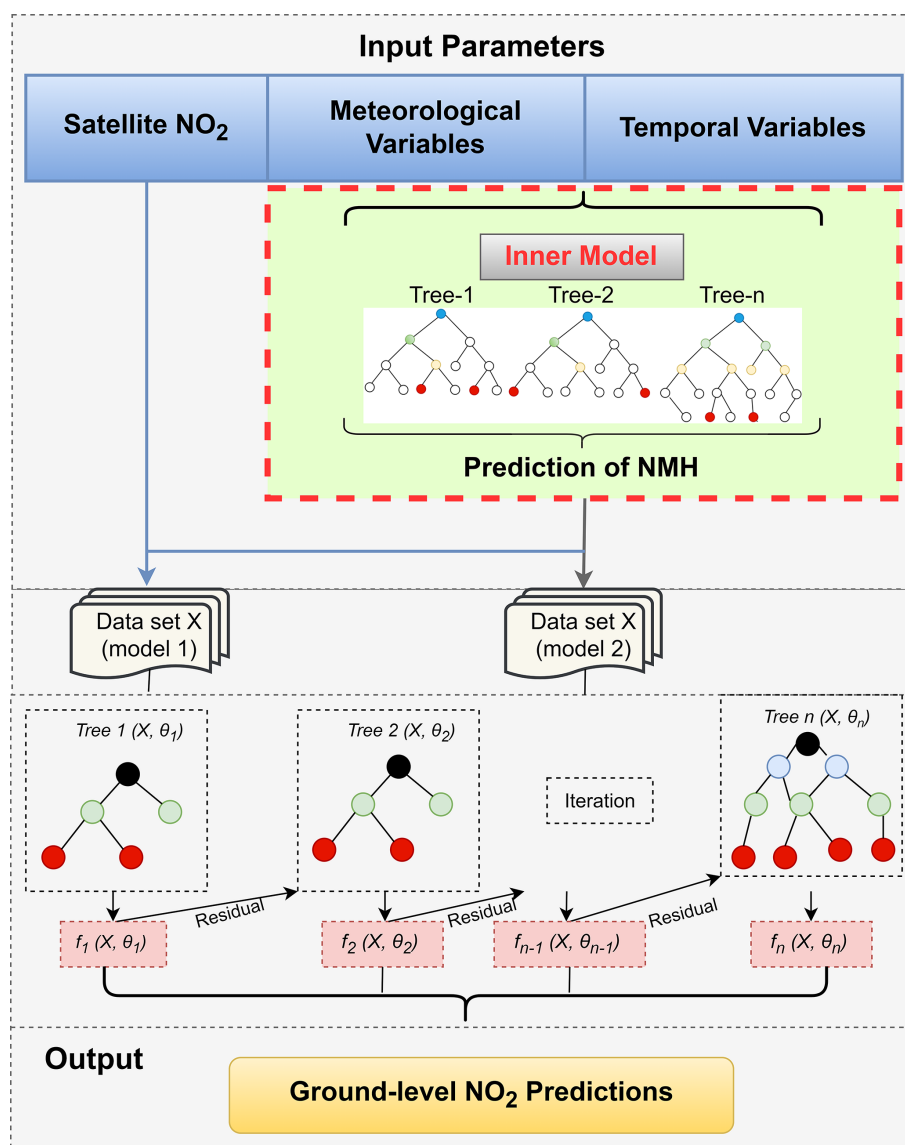 Input Parameters
Satellite NO2
Meteorological
Variables
Temporal Variables
Inner Model
Tree-1
Tree-2
Tree-n
Prediction of NMH
Data set X
(model 1)
Data set X
(model 2)
Tree 1 (X, θ1)
Tree 2 (X, θ2)
Tree n (X, θn)
Iteration
Residual
Residual
Residual
f1 (X, θ1)
f2 (X, θ2)
fn-1 (X, θn-1)
fn (X, θn)
Output
Ground-level NO2 Predictions